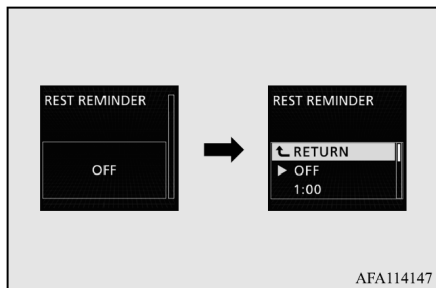 REST REMINDER
OFF
REST REMINDER
RETURN
OFF
1:00
AFA114147